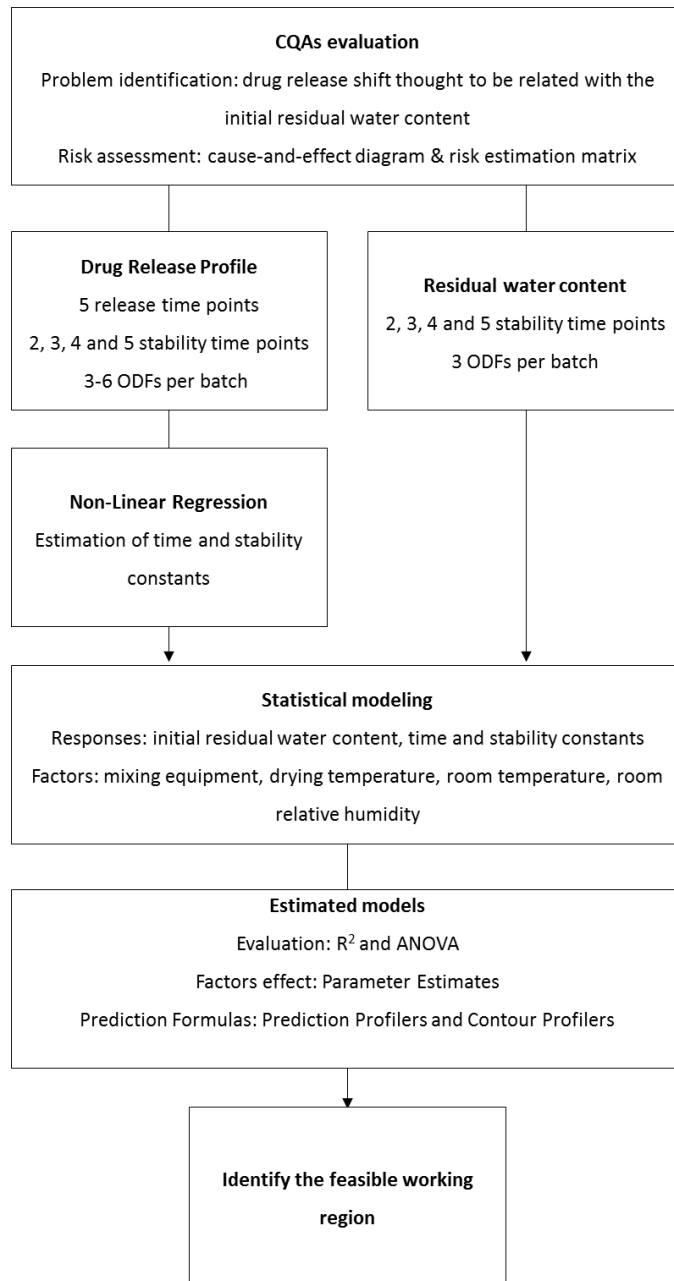 CQAs evaluation
Problem identification: drug release shift thought to be related with the
initial residual water content
Risk assessment: cause-and-effect diagram & risk estimation matrix
Drug Release Profile
5 release time points
2, 3, 4 and 5 stability time points
3-6 ODFs per batch
Residual water content
2, 3, 4 and 5 stability time points
3 ODFs per batch
Non-Linear Regression
Estimation of time and stability
constants
Statistical modeling
Responses: initial residual water content, time and stability constants
Factors: mixing equipment, drying temperature, room temperature, room
relative humidity
Estimated models
Evaluation: R² and ANOVA
Factors effect: Parameter Estimates
Prediction Formulas: Prediction Profilers and Contour Profilers
Identify the feasible working
region